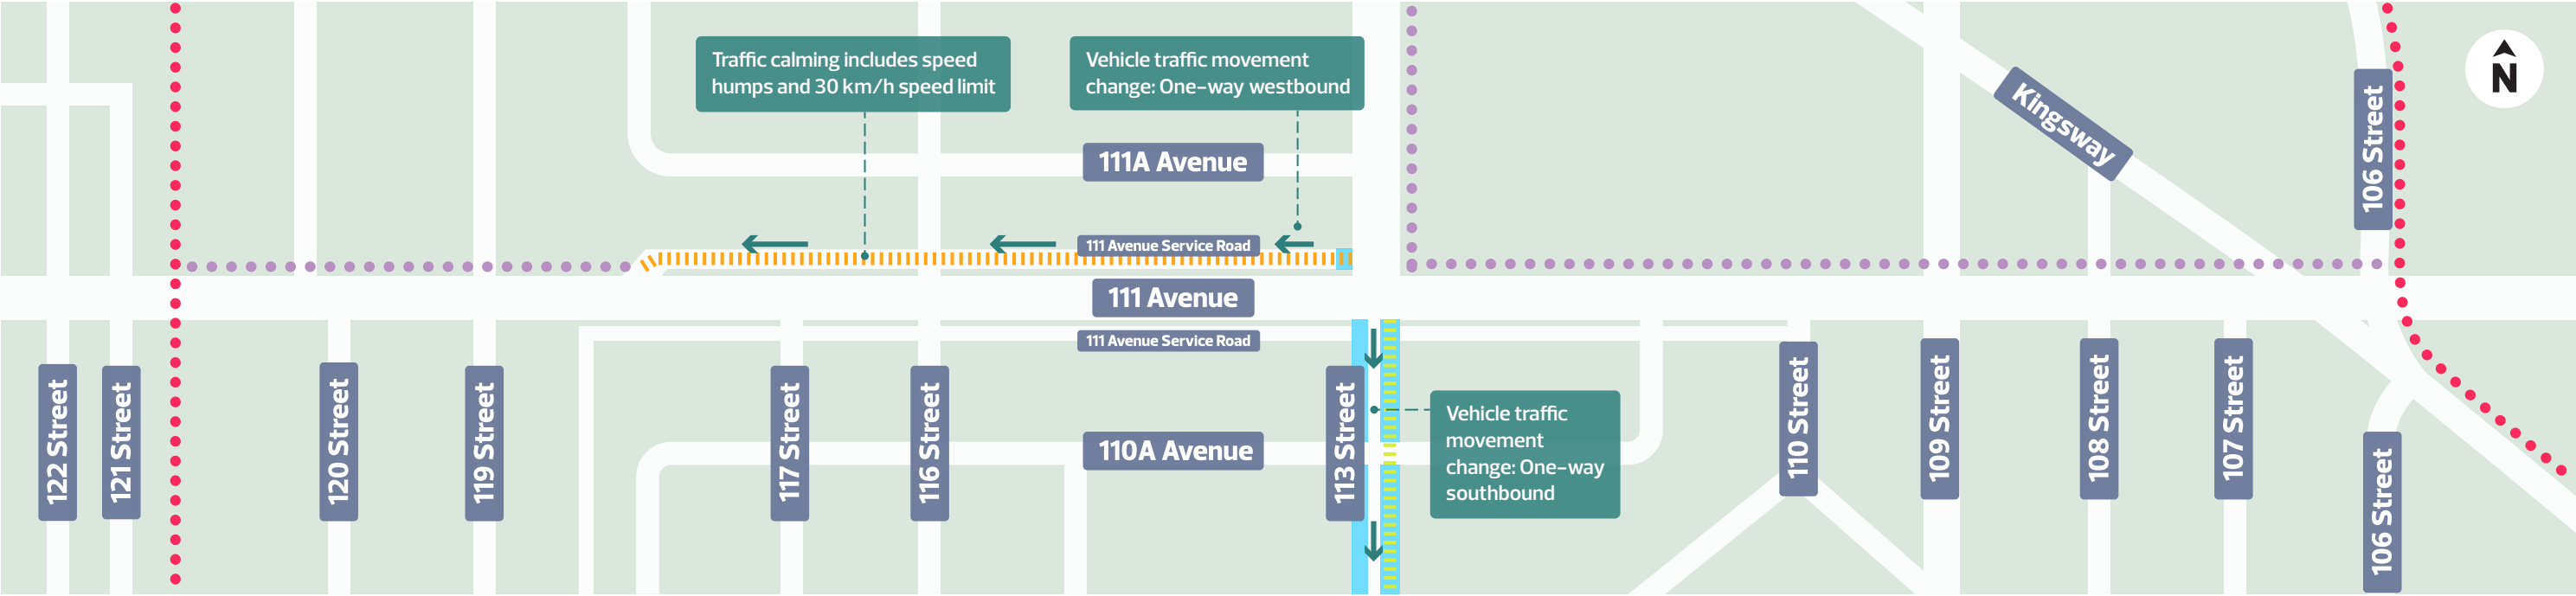 Traffic calming includes speed
humps and 30 km/h speed limit
Vehicle traffic movement
change: One-way westbound
N
Kingsway
106 Street
111A Avenue
111 Avenue Service Road
111 Avenue
111 Avenue Service Road
122 Street
121 Street
120 Street
119 Street
117 Street
116 Street
110A Avenue
113 Street
Vehicle traffic
movement
change: One-way
southbound
110 Street
109 Street
108 Street
107 Street
106 Street